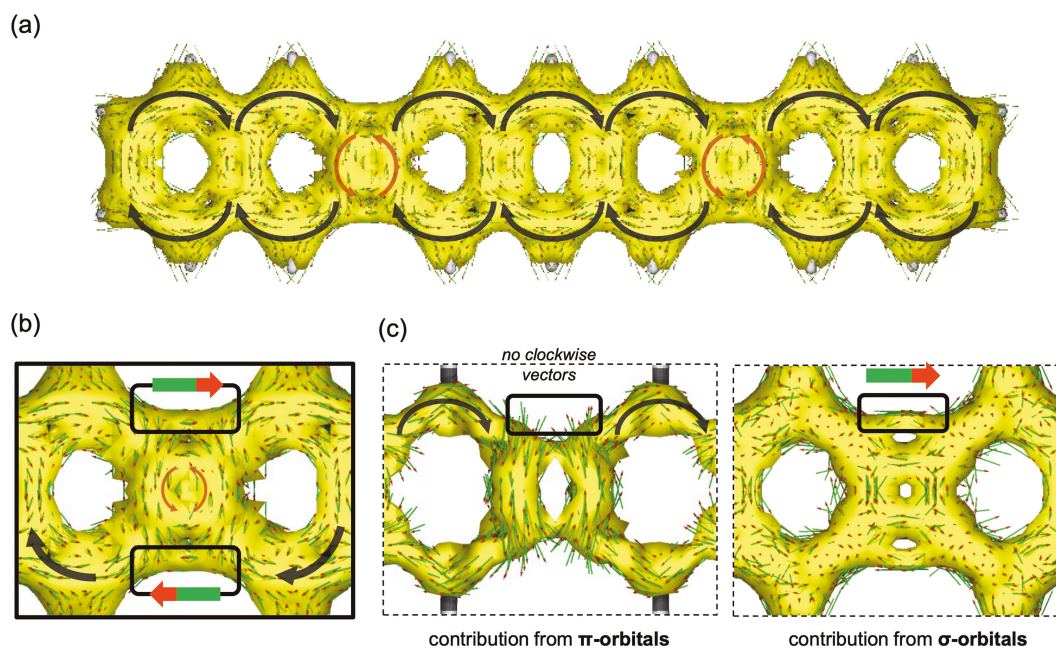 (a)
(b)
(c)
no clockwise
vectors
contribution from π-orbitals
contribution from σ-orbitals